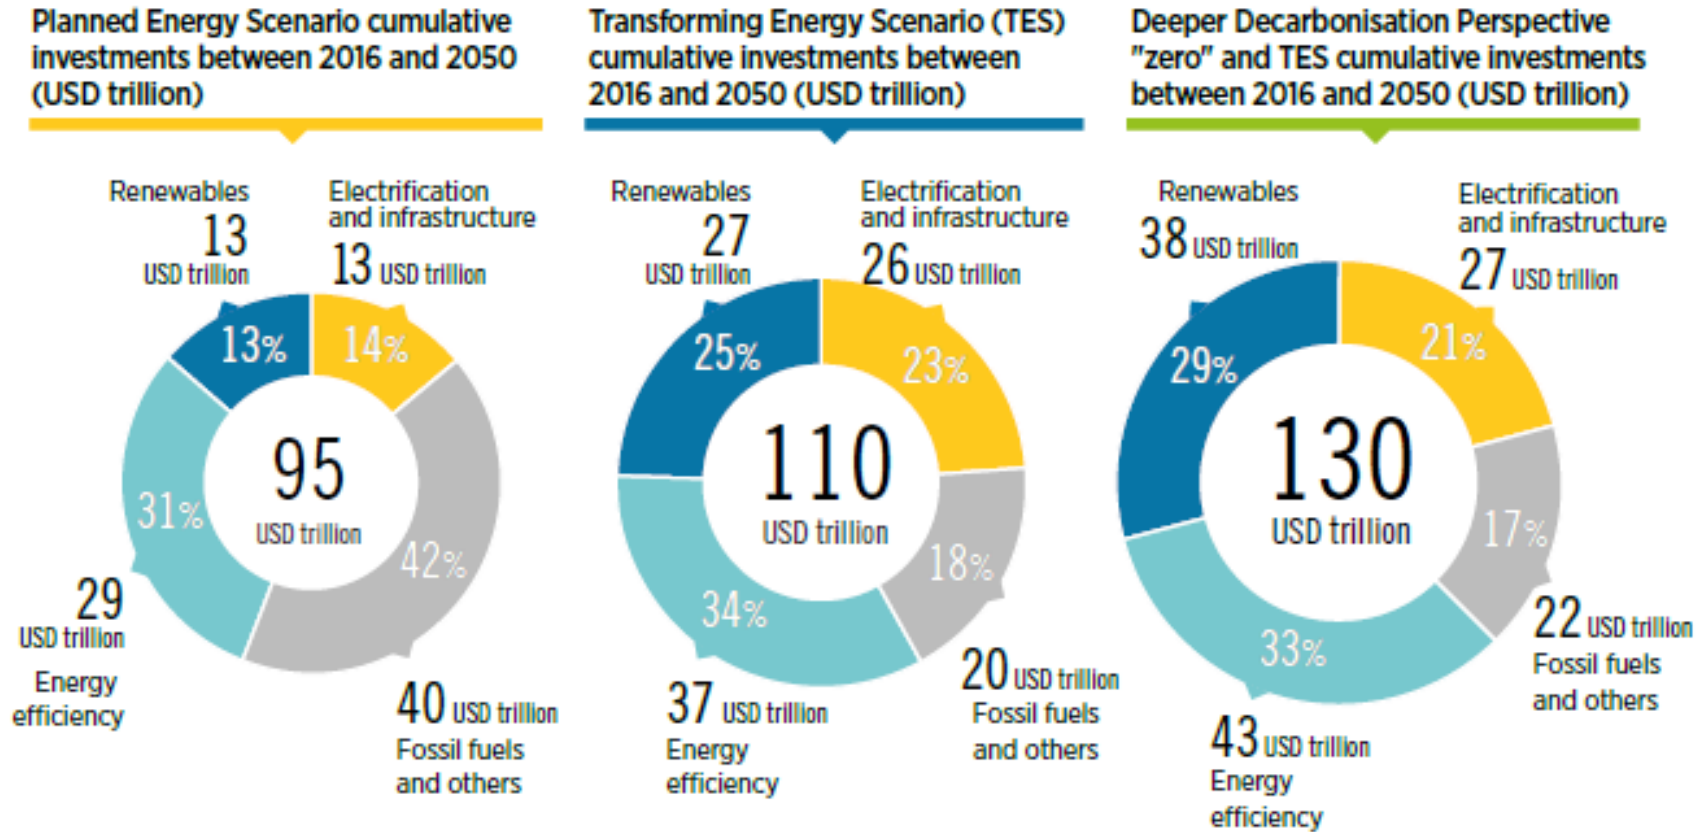 Planned Energy Scenario cumulative
investments between 2016 and 2050
(USD trillion)
Renewables
13
USD trillion
Electrification
and infrastructure
13 USD trillion
13%
14%
31%
42%
95
USD trillion
29
USD trillion
Energy
efficiency
40 USD trillion
Fossil fuels
and others
Transforming Energy Scenario (TES)
cumulative investments between
2016 and 2050 (USD trillion)
Renewables
27
USD trillion
Electrification
and infrastructure
26 USD trillion
25%
23%
34%
18%
110
USD trillion
37 USD trillion
Energy
efficiency
20 USD trillion
Fossil fuels
and others
Deeper Decarbonisation Perspective
"zero" and TES cumulative investments
between 2016 and 2050 (USD trillion)
Renewables
38 USD trillion
Electrification
and infrastructure
27 USD trillion
29%
21%
33%
17%
130
USD trillion
43 USD trillion
Energy
efficiency
22 USD trillion
Fossil fuels
and others